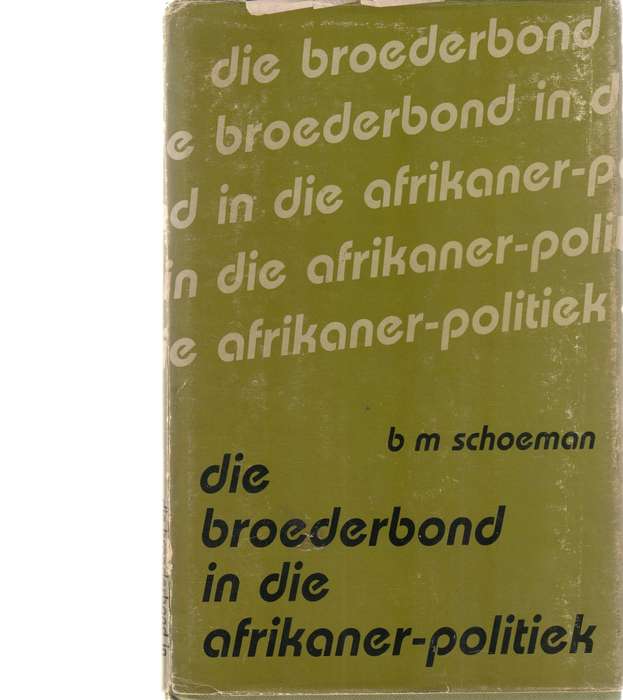 die broederbond
e broederbond in d
d in die afrikaner-p
in die afrikaner-polit
e afrikaner-politiek
b m schoeman
die
broederbond
in die
afrikaner-politiek